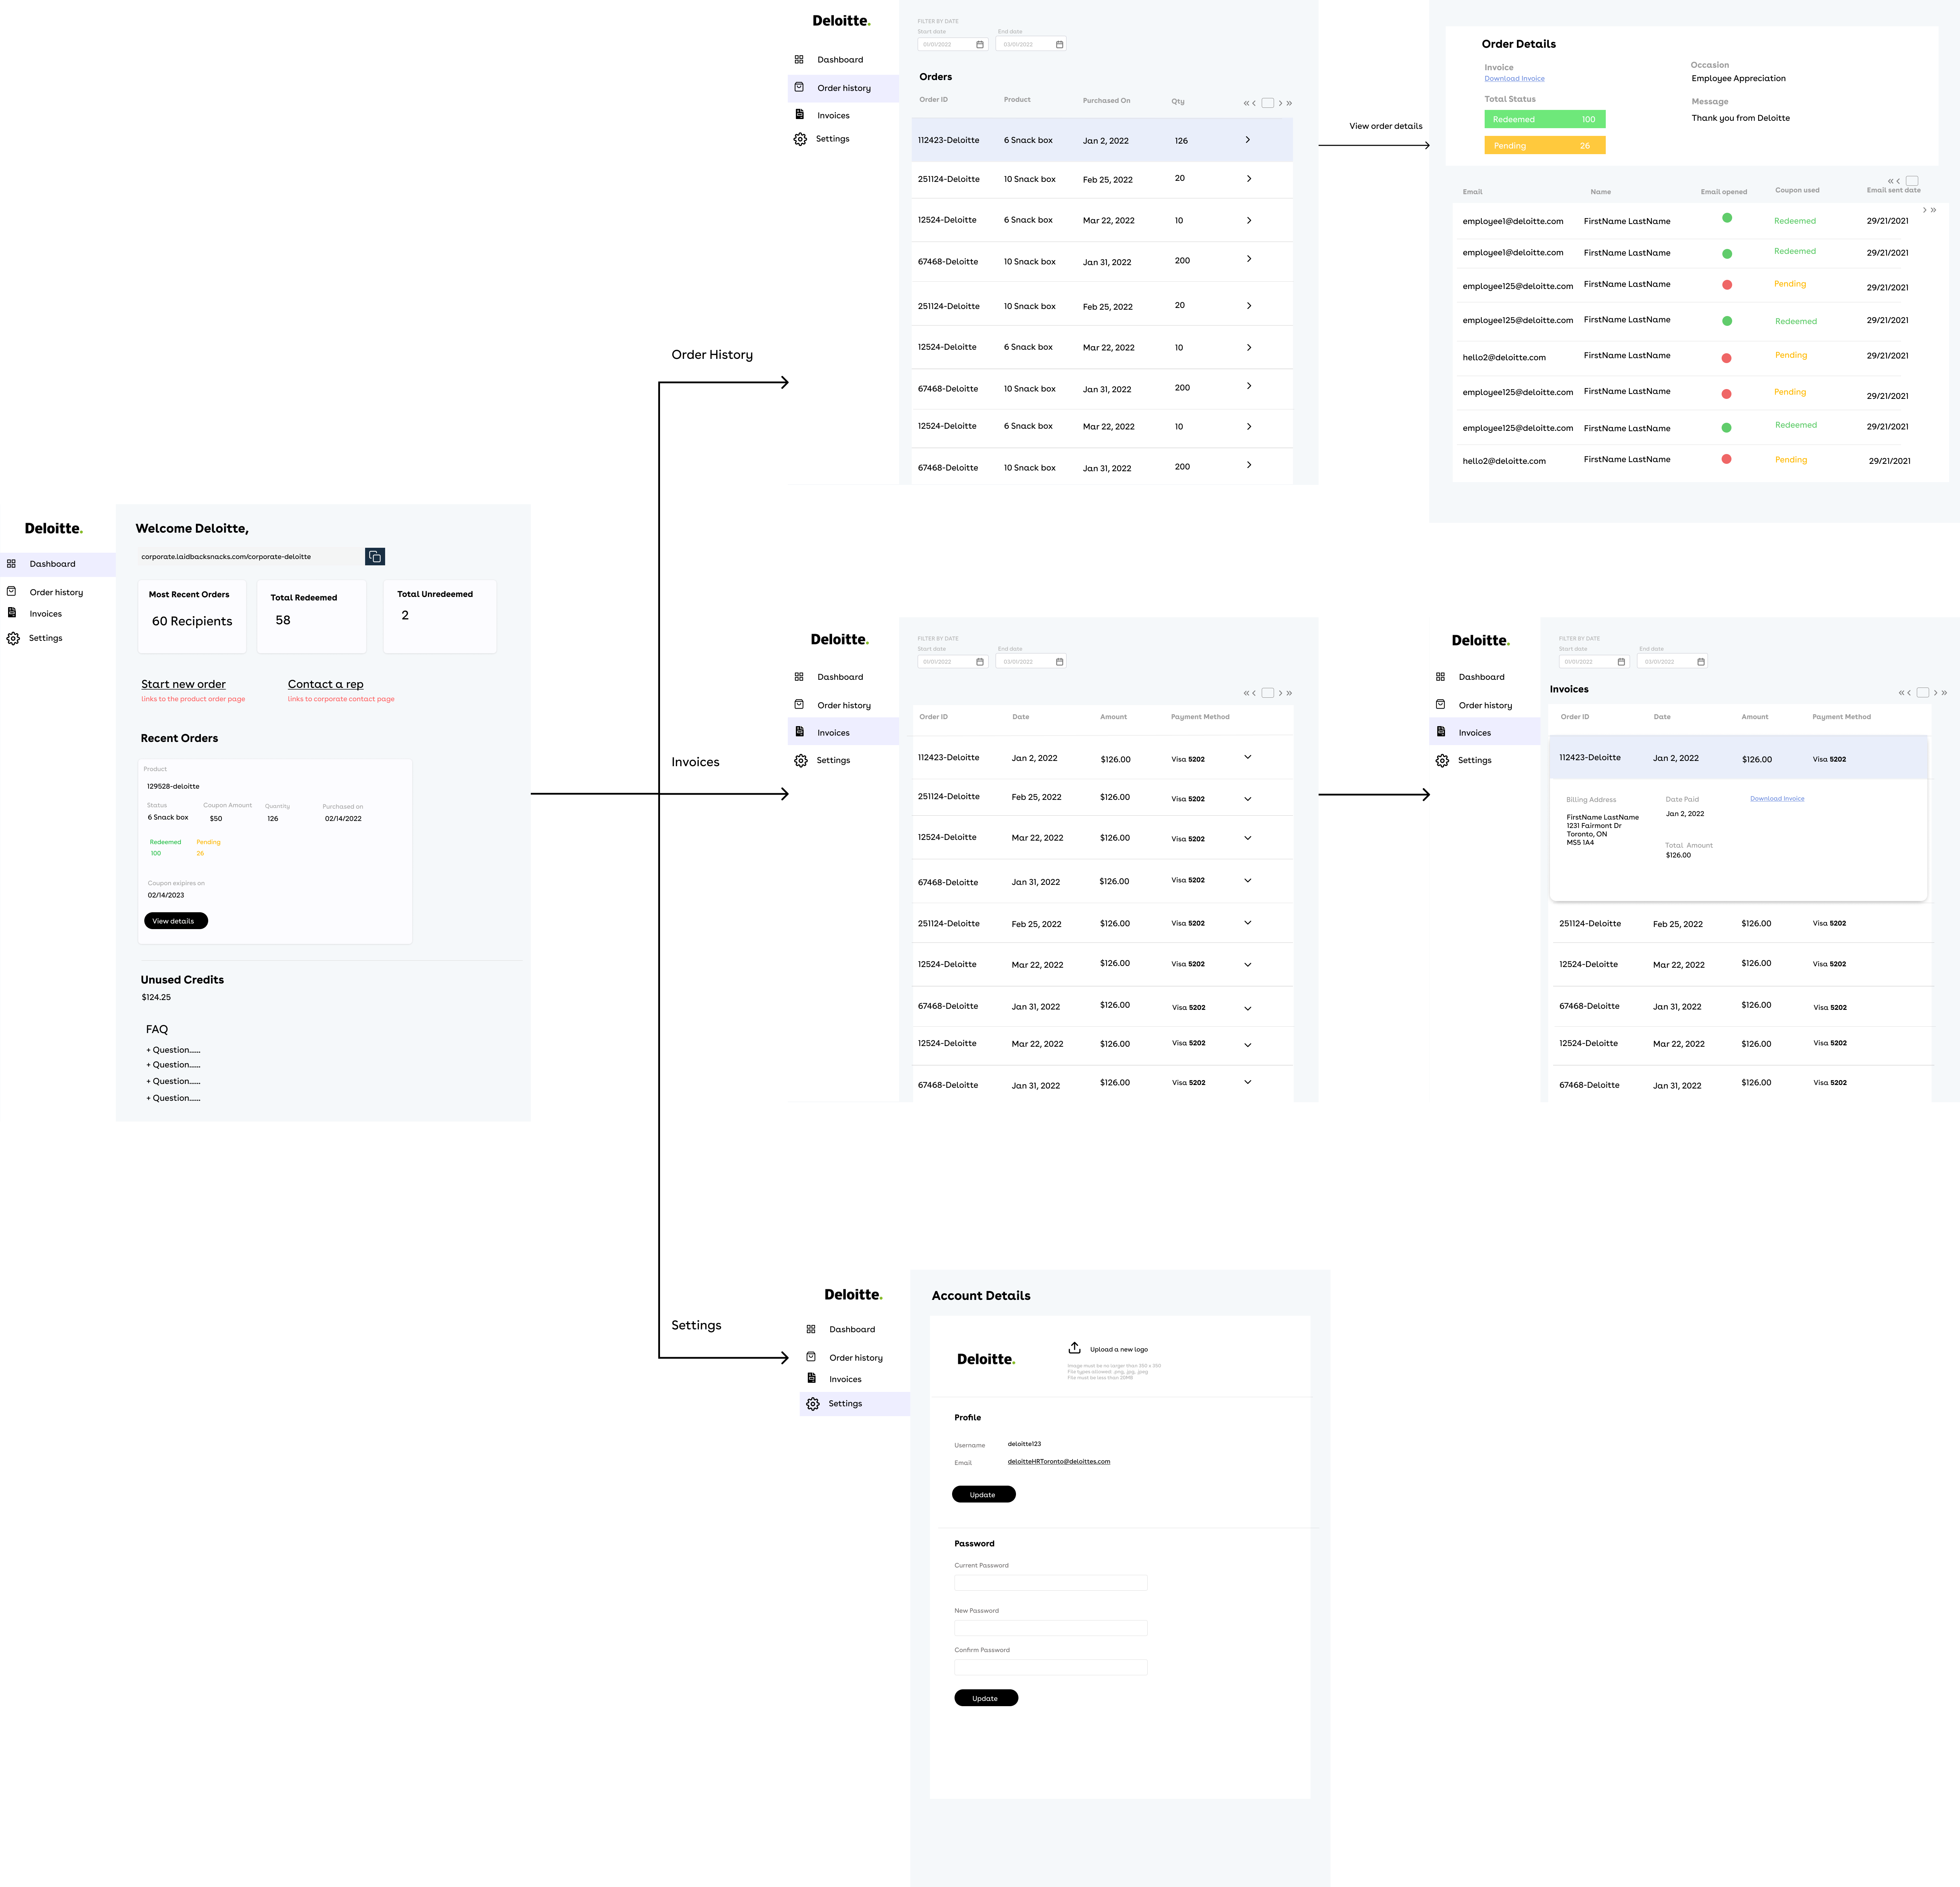 Deloitte.
Dashboard
Order history
Invoices
Settings
FILTER BY DATE
Start date End date
01/01/2022 03/01/2022
Orders
Order ID Product Purchased On Qty
112423-Deloitte 6 Snack box Jan 2, 2022 126
251124-Deloitte 10 Snack box Feb 25, 2022 20
12524-Deloitte 6 Snack box Mar 22, 2022 10
67468-Deloitte 10 Snack box Jan 31, 2022 200
251124-Deloitte 10 Snack box Feb 25, 2022 20
12524-Deloitte 6 Snack box Mar 22, 2022 10
67468-Deloitte 10 Snack box Jan 31, 2022 200
12524-Deloitte 6 Snack box Mar 22, 2022 10
67468-Deloitte 10 Snack box Jan 31, 2022 200
View order details
Order Details
Invoice
Download Invoice
Total Status
Redeemed 100
Pending 26
Occasion
Employee Appreciation
Message
Thank you from Deloitte
Email Name Email opened Coupon used Email sent date
employee1@deloitte.com FirstName LastName Redeemed 29/21/2021
employee1@deloitte.com FirstName LastName Redeemed 29/21/2021
employee125@deloitte.com FirstName LastName Pending 29/21/2021
employee125@deloitte.com FirstName LastName Redeemed 29/21/2021
hello2@deloitte.com FirstName LastName Pending 29/21/2021
employee125@deloitte.com FirstName LastName Pending 29/21/2021
employee125@deloitte.com FirstName LastName Redeemed 29/21/2021
hello2@deloitte.com FirstName LastName Pending 29/21/2021
Order History
Invoices
Settings
Deloitte.
Dashboard
Order history
Invoices
Settings
Welcome Deloitte,
corporate.laidbacksnacks.com/corporate-deloitte
Most Recent Orders
60 Recipients
Total Redeemed
58
Total Unredeemed
2
Start new order
links to the product order page
Contact a rep
links to corporate contact page
Recent Orders
Product
129528-deloitte
Status Coupon Amount Quantity Purchased on
6 Snack box $50 126 02/14/2022
Redeemed Pending
100 26
Coupon exipires on
02/14/2023
View details
Unused Credits
$124.25
FAQ
+ Question......
+ Question......
+ Question......
+ Question......
Deloitte.
Dashboard
Order history
Invoices
Settings
FILTER BY DATE
Start date End date
01/01/2022 03/01/2022
Order ID Date Amount Payment Method
112423-Deloitte Jan 2, 2022 $126.00 Visa 5202
251124-Deloitte Feb 25, 2022 $126.00 Visa 5202
12524-Deloitte Mar 22, 2022 $126.00 Visa 5202
67468-Deloitte Jan 31, 2022 $126.00 Visa 5202
251124-Deloitte Feb 25, 2022 $126.00 Visa 5202
12524-Deloitte Mar 22, 2022 $126.00 Visa 5202
67468-Deloitte Jan 31, 2022 $126.00 Visa 5202
12524-Deloitte Mar 22, 2022 $126.00 Visa 5202
67468-Deloitte Jan 31, 2022 $126.00 Visa 5202
Deloitte.
Dashboard
Order history
Invoices
Settings
FILTER BY DATE
Start date End date
01/01/2022 03/01/2022
Invoices
Order ID Date Amount Payment Method
112423-Deloitte Jan 2, 2022 $126.00 Visa 5202
Billing Address
FirstName LastName
1231 Fairmont Dr
Toronto, ON
MS5 1A4
Date Paid
Jan 2, 2022
Total Amount
$126.00
Download Invoice
251124-Deloitte Feb 25, 2022 $126.00 Visa 5202
12524-Deloitte Mar 22, 2022 $126.00 Visa 5202
67468-Deloitte Jan 31, 2022 $126.00 Visa 5202
12524-Deloitte Mar 22, 2022 $126.00 Visa 5202
67468-Deloitte Jan 31, 2022 $126.00 Visa 5202
Deloitte.
Dashboard
Order history
Invoices
Settings
Account Details
Deloitte.
Upload a new logo
Image must be no larger than 350 x 100
File types allowed: .png, .jpg, .jpeg
File must be less than 20MB
Profile
Username deloitte123
Email deloitteHRToronto@deloittes.com
Update
Password
Current Password
New Password
Confirm Password
Update